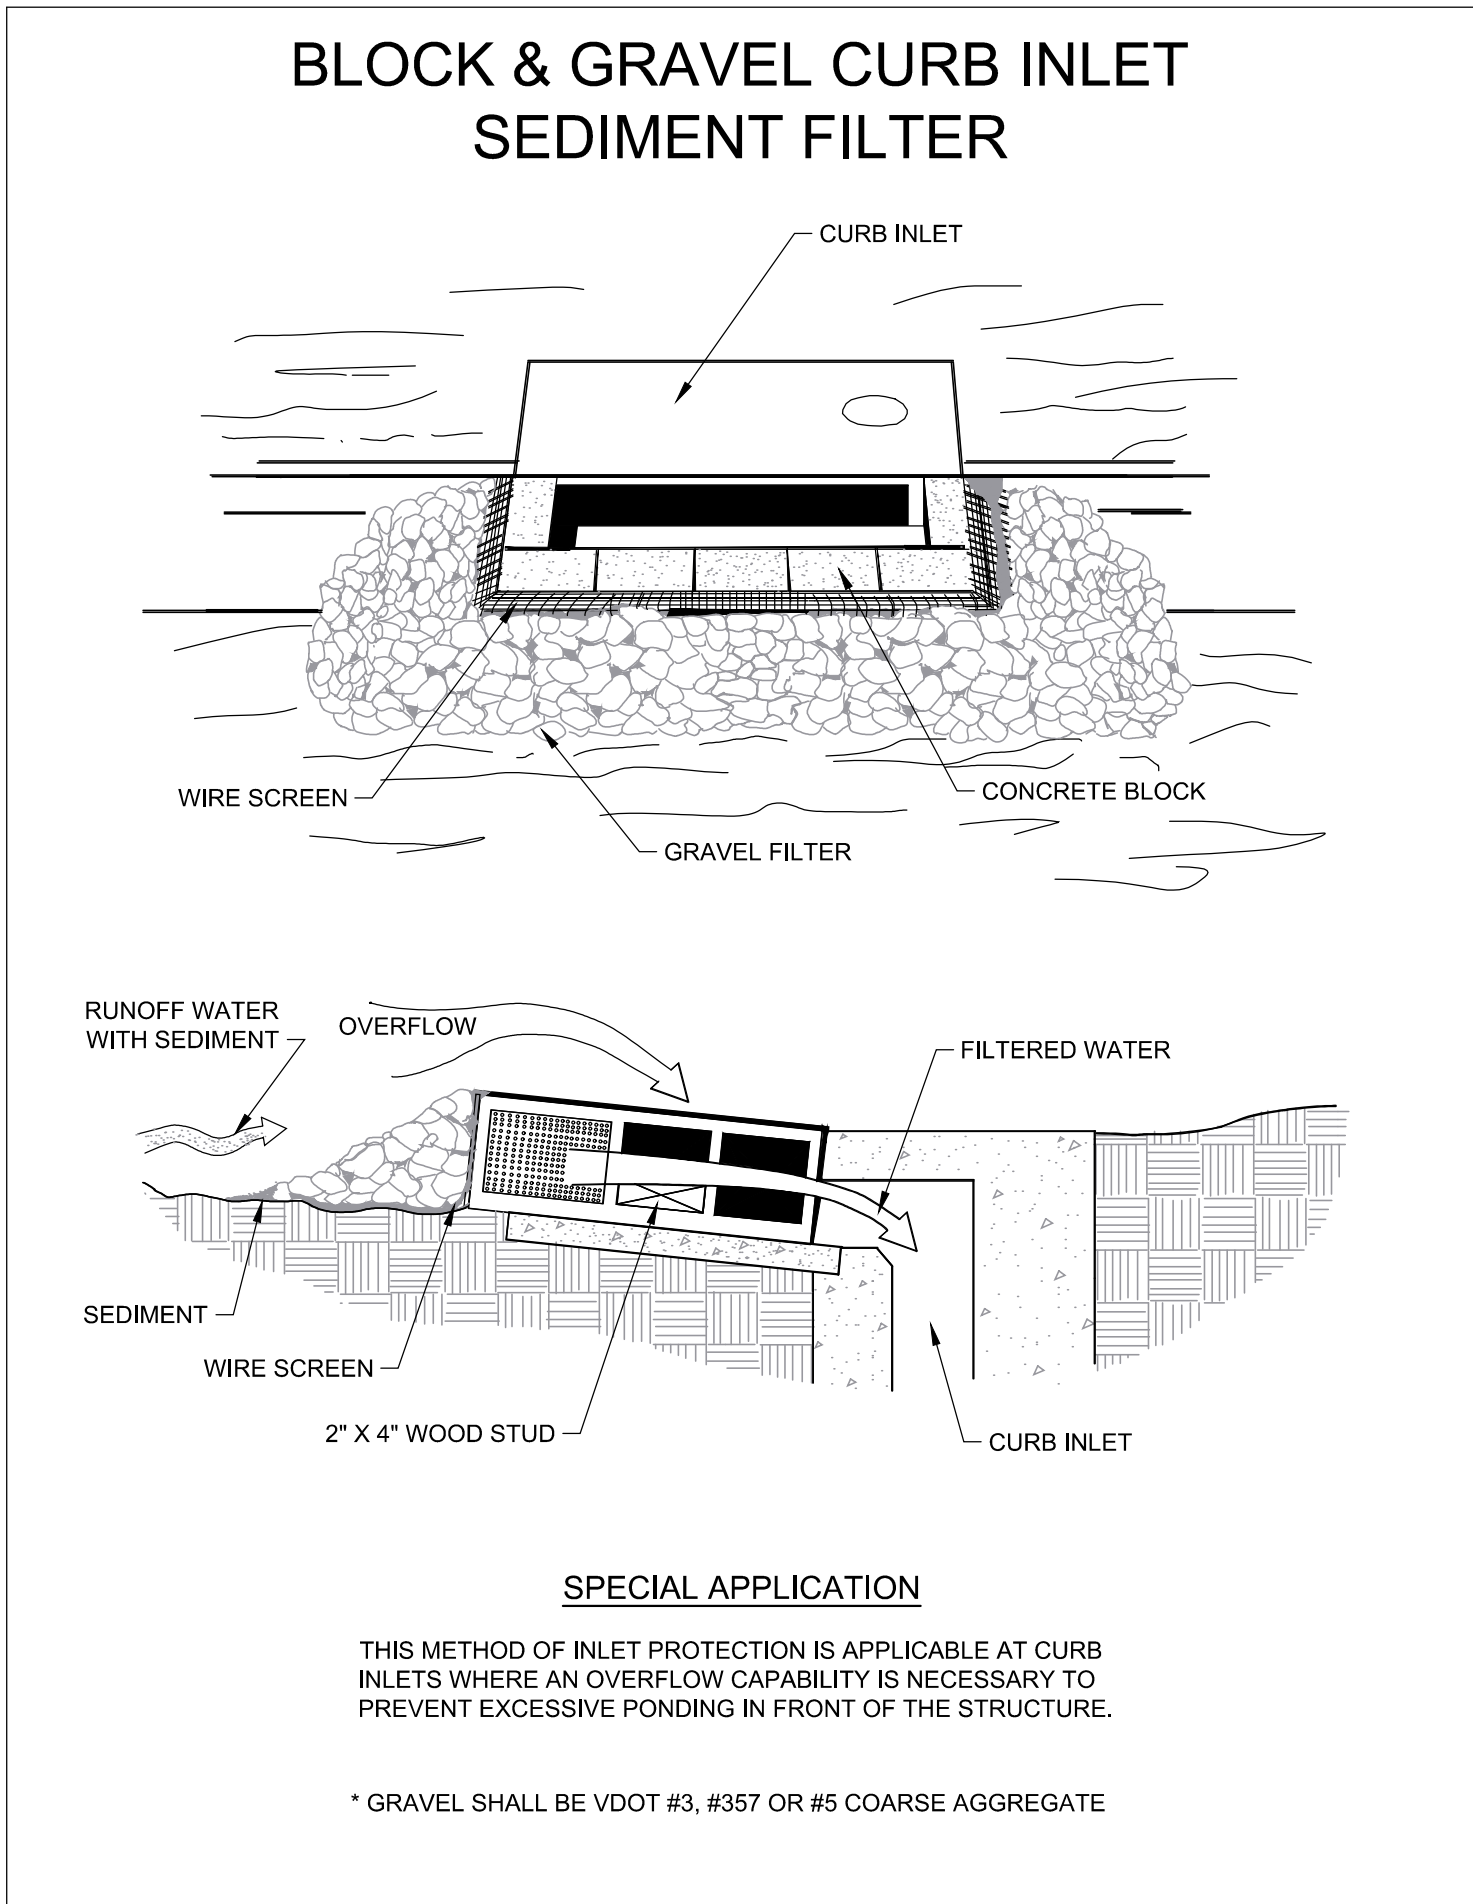 BLOCK & GRAVEL CURB INLET
SEDIMENT FILTER
CURB INLET
WIRE SCREEN
CONCRETE BLOCK
GRAVEL FILTER
RUNOFF WATER
WITH SEDIMENT
OVERFLOW
FILTERED WATER
SEDIMENT
WIRE SCREEN
2" X 4" WOOD STUD
CURB INLET
SPECIAL APPLICATION
THIS METHOD OF INLET PROTECTION IS APPLICABLE AT CURB
INLETS WHERE AN OVERFLOW CAPABILITY IS NECESSARY TO
PREVENT EXCESSIVE PONDING IN FRONT OF THE STRUCTURE.
* GRAVEL SHALL BE VDOT #3, #357 OR #5 COARSE AGGREGATE